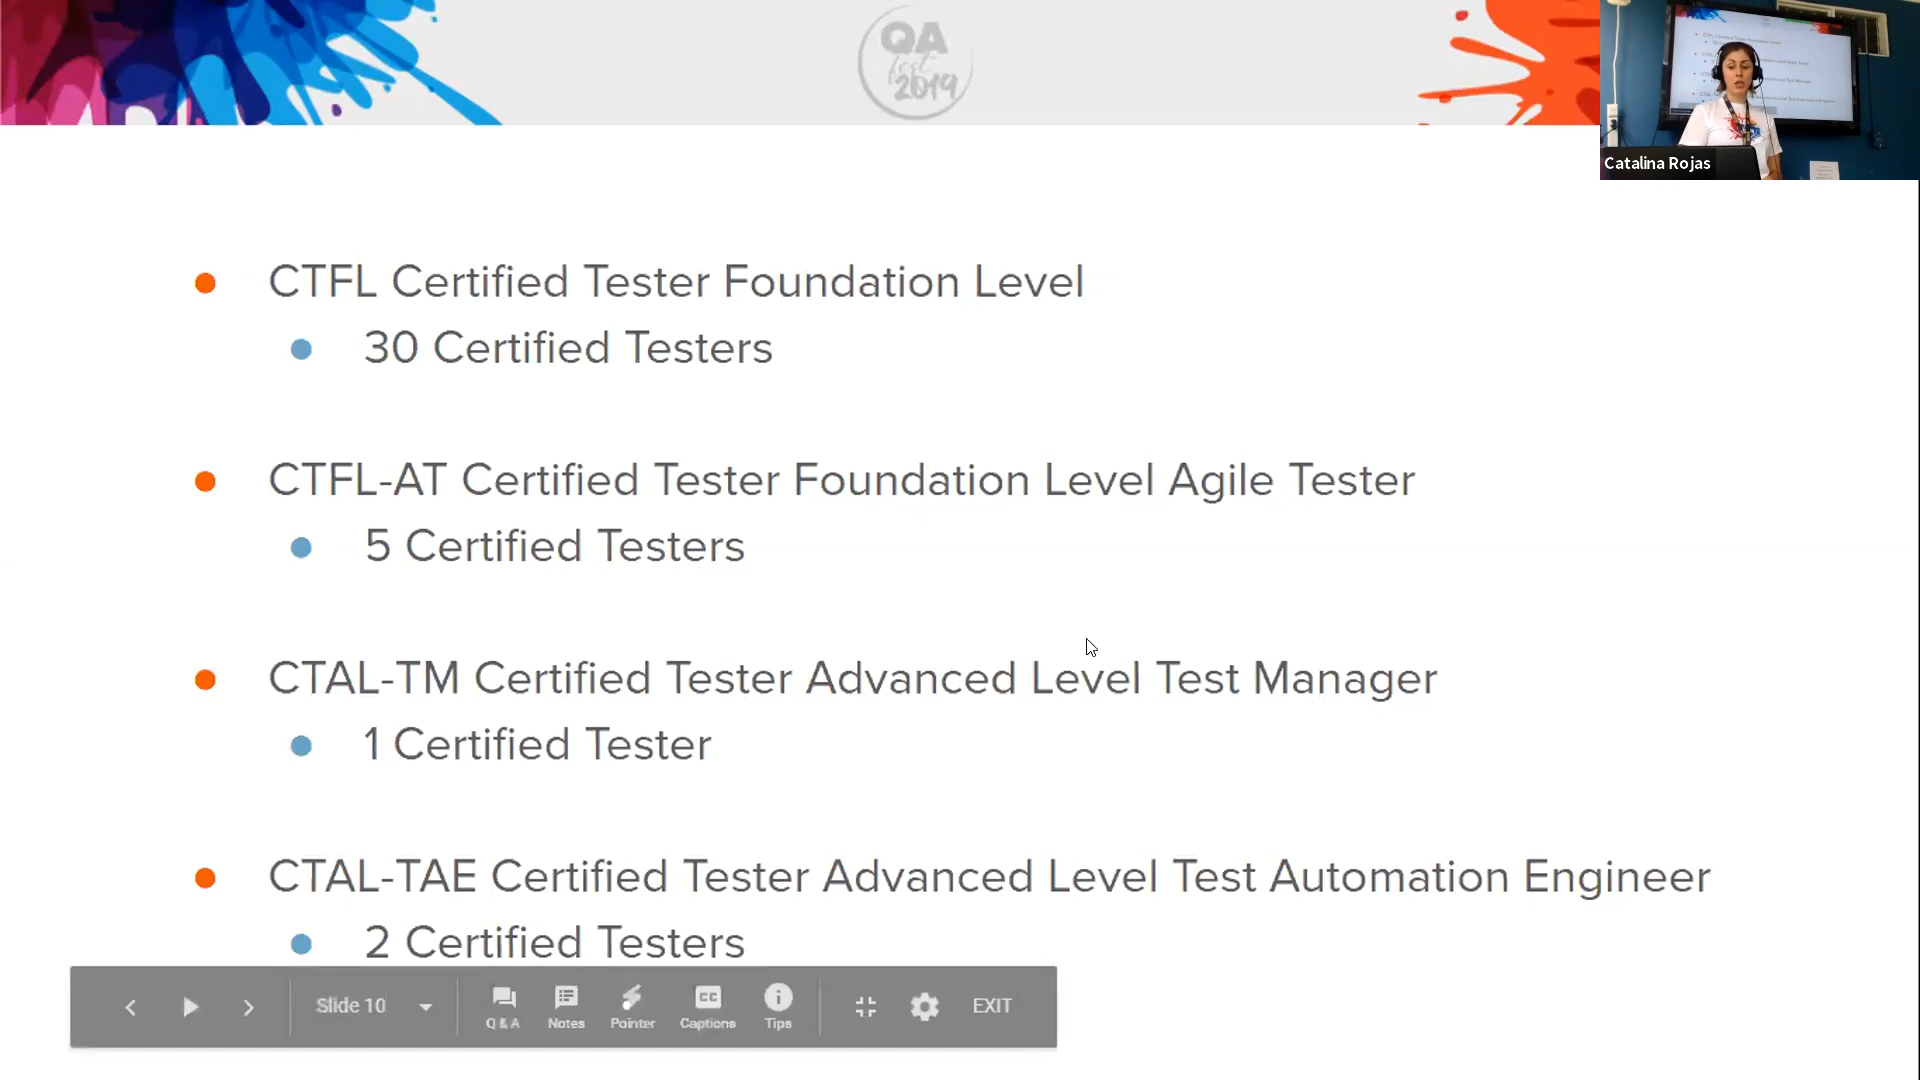 QA
fest
2019
Catalina Rojas
CTFL Certified Tester Foundation Level
30 Certified Testers
CTFL-AT Certified Tester Foundation Level Agile Tester
5 Certified Testers
CTAL-TM Certified Tester Advanced Level Test Manager
1 Certified Tester
CTAL-TAE Certified Tester Advanced Level Test Automation Engineer
2 Certified Testers
Slide 10
Q & A
Notes
Pointer
CC
Captions
Tips
EXIT